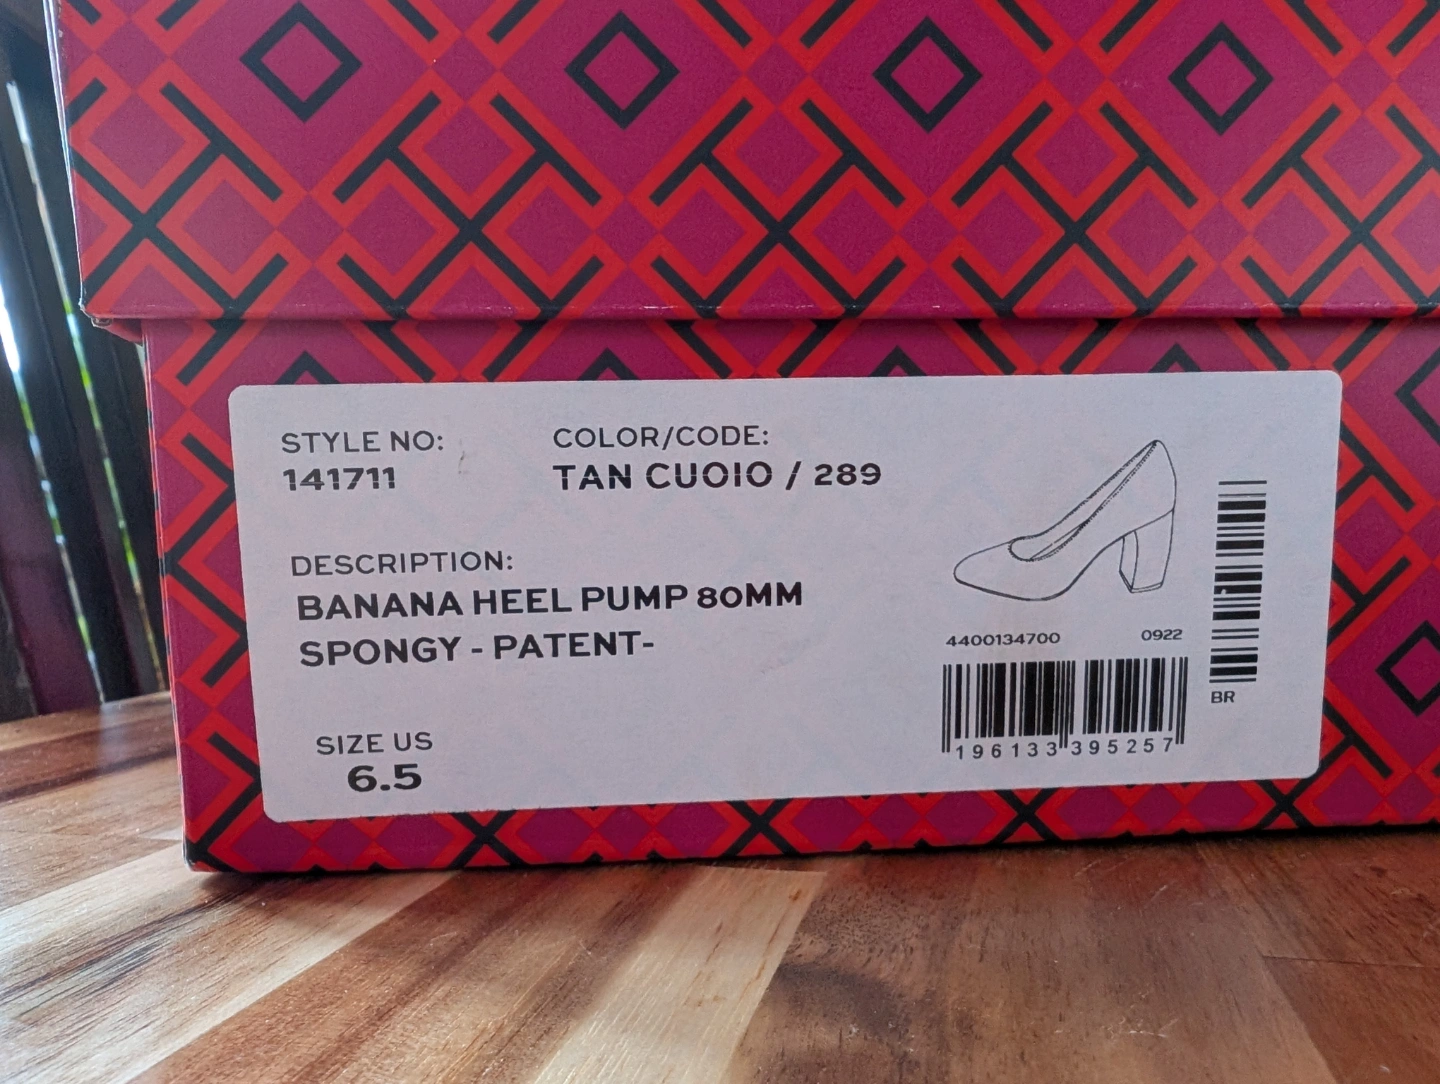 STYLE NO:
141711
COLOR/CODE:
TAN CUOIO / 289
DESCRIPTION:
BANANA HEEL PUMP 80MM
SPONGY - PATENT-
SIZE US
6.5
4400134700 0922
196133395257
BR